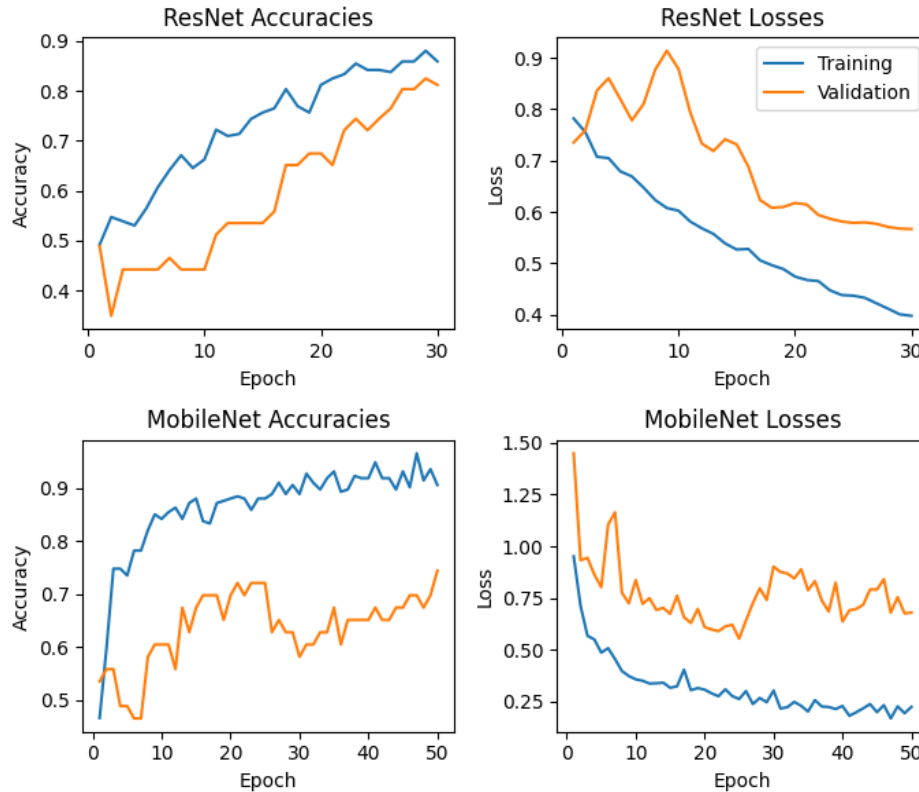 ResNet Accuracies
0.9
0.8
0.7
0.6
0.5
0.4
Accuracy
0 10 20 30
Epoch
ResNet Losses
Training
Validation
0.9
0.8
0.7
0.6
0.5
0.4
Loss
0 10 20 30
Epoch
MobileNet Accuracies
0.9
0.8
0.7
0.6
0.5
Accuracy
0 10 20 30 40 50
Epoch
MobileNet Losses
1.50
1.25
1.00
0.75
0.50
0.25
Loss
0 10 20 30 40 50
Epoch